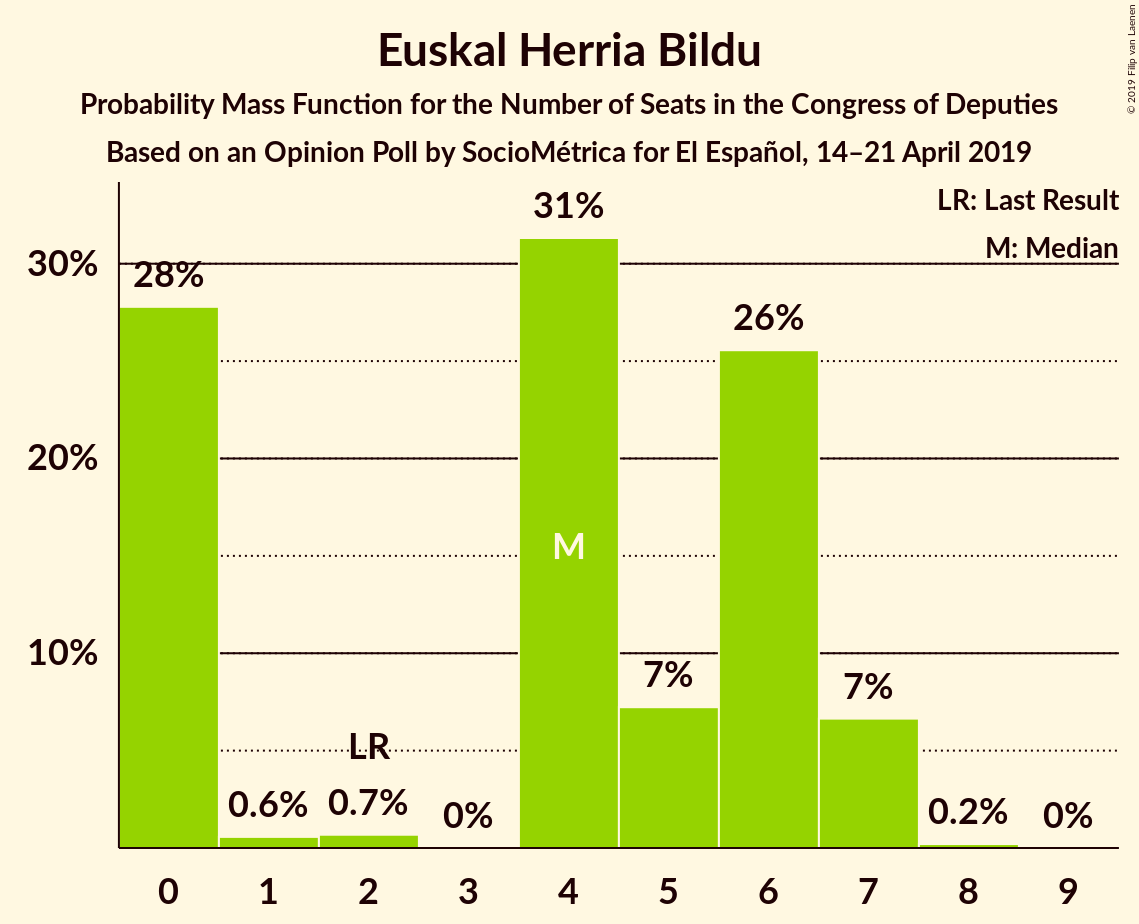 Euskal Herria Bildu
Probability Mass Function for the Number of Seats in the Congress of Deputies
Based on an Opinion Poll by SocioMétrica for El Español, 14–21 April 2019
© 2019 Filip van Laenen
LR: Last Result
M: Median
30%
20%
10%
28%
0.6%
LR
0.7%
0%
31%
M
7%
26%
7%
0.2%
0%
0 1 2 3 4 5 6 7 8 9